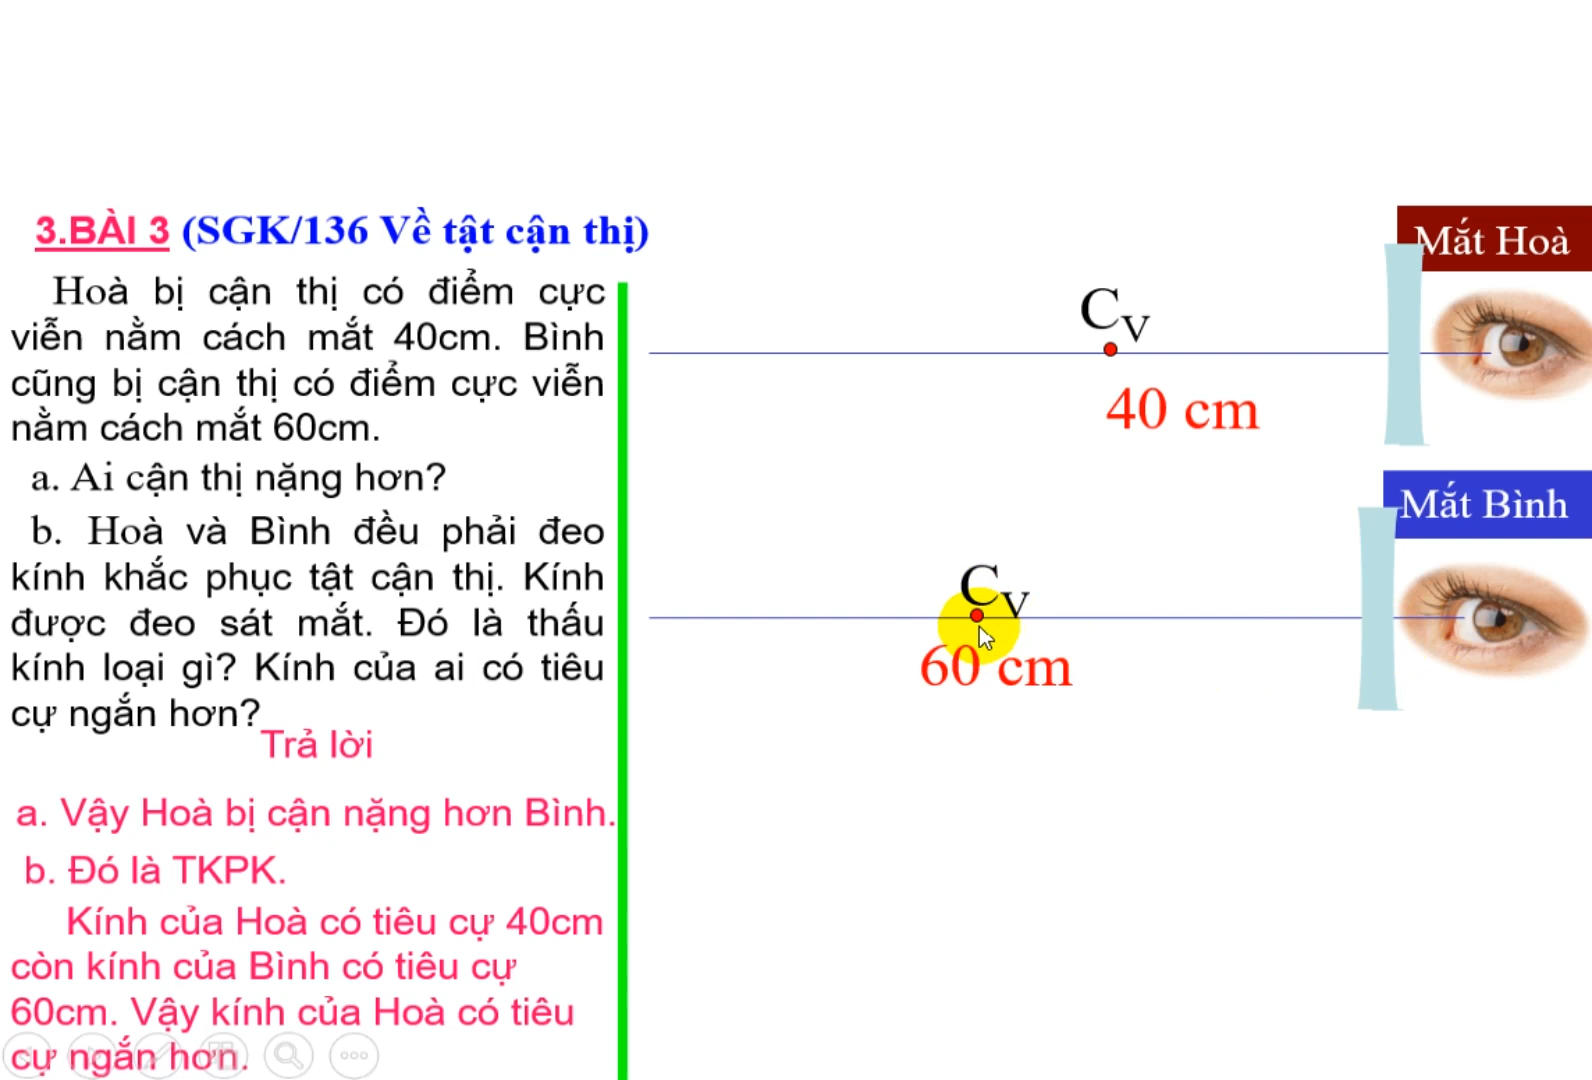 3.BÀI 3 (SGK/136 Về tật cận thị)
Hoà bị cận thị có điểm cực
viễn nằm cách mắt 40cm. Bình
cũng bị cận thị có điểm cực viễn
nằm cách mắt 60cm.
a. Ai cận thị nặng hơn?
b. Hoà và Bình đều phải đeo
kính khắc phục tật cận thị. Kính
được đeo sát mắt. Đó là thấu
kính loại gì? Kính của ai có tiêu
cự ngắn hơn?
Trả lời
a. Vậy Hoà bị cận nặng hơn Bình.
b. Đó là TKPK.
Kính của Hoà có tiêu cự 40cm
còn kính của Bình có tiêu cự
60cm. Vậy kính của Hoà có tiêu
cự ngắn hơn.
Mắt Hoà
CV
40 cm
Mắt Bình
CV
60 cm